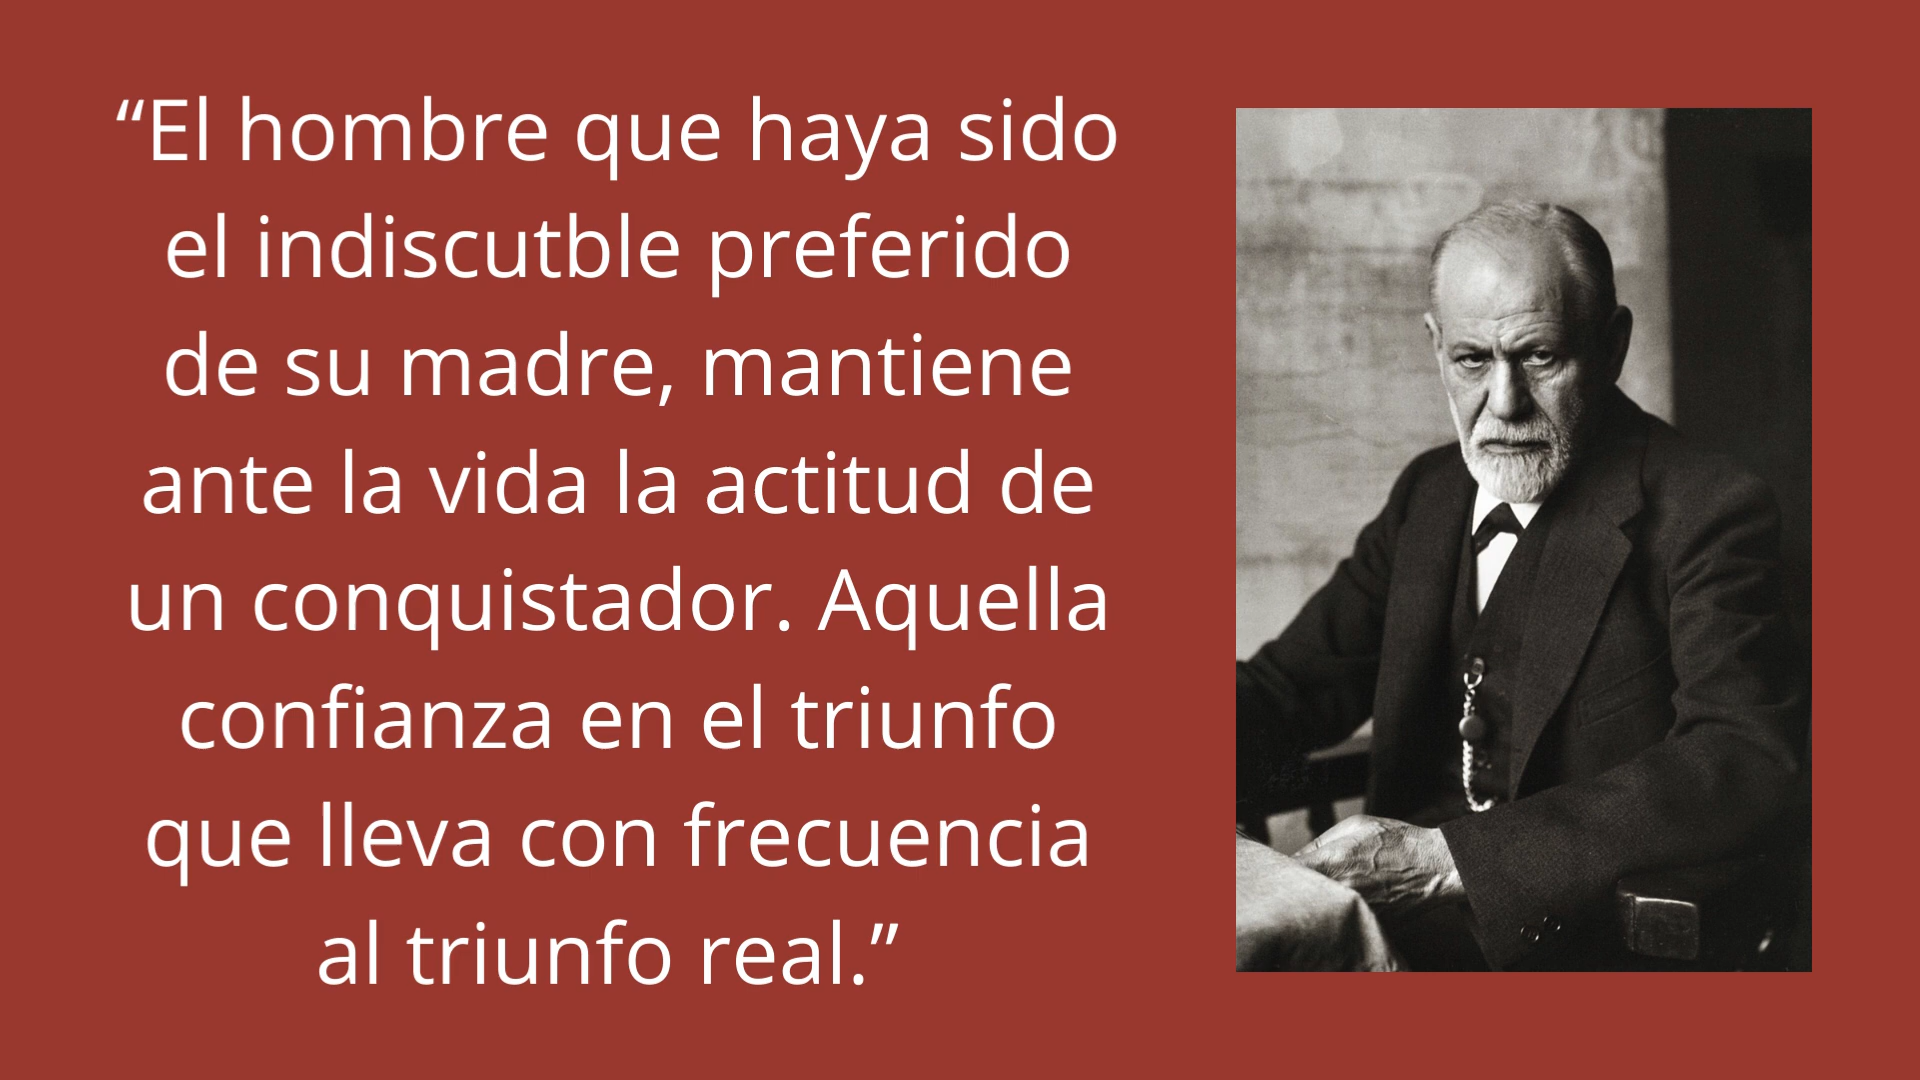 “El hombre que haya sido
el indiscutble preferido
de su madre, mantiene
ante la vida la actitud de
un conquistador. Aquella
confianza en el triunfo
que lleva con frecuencia
al triunfo real.”